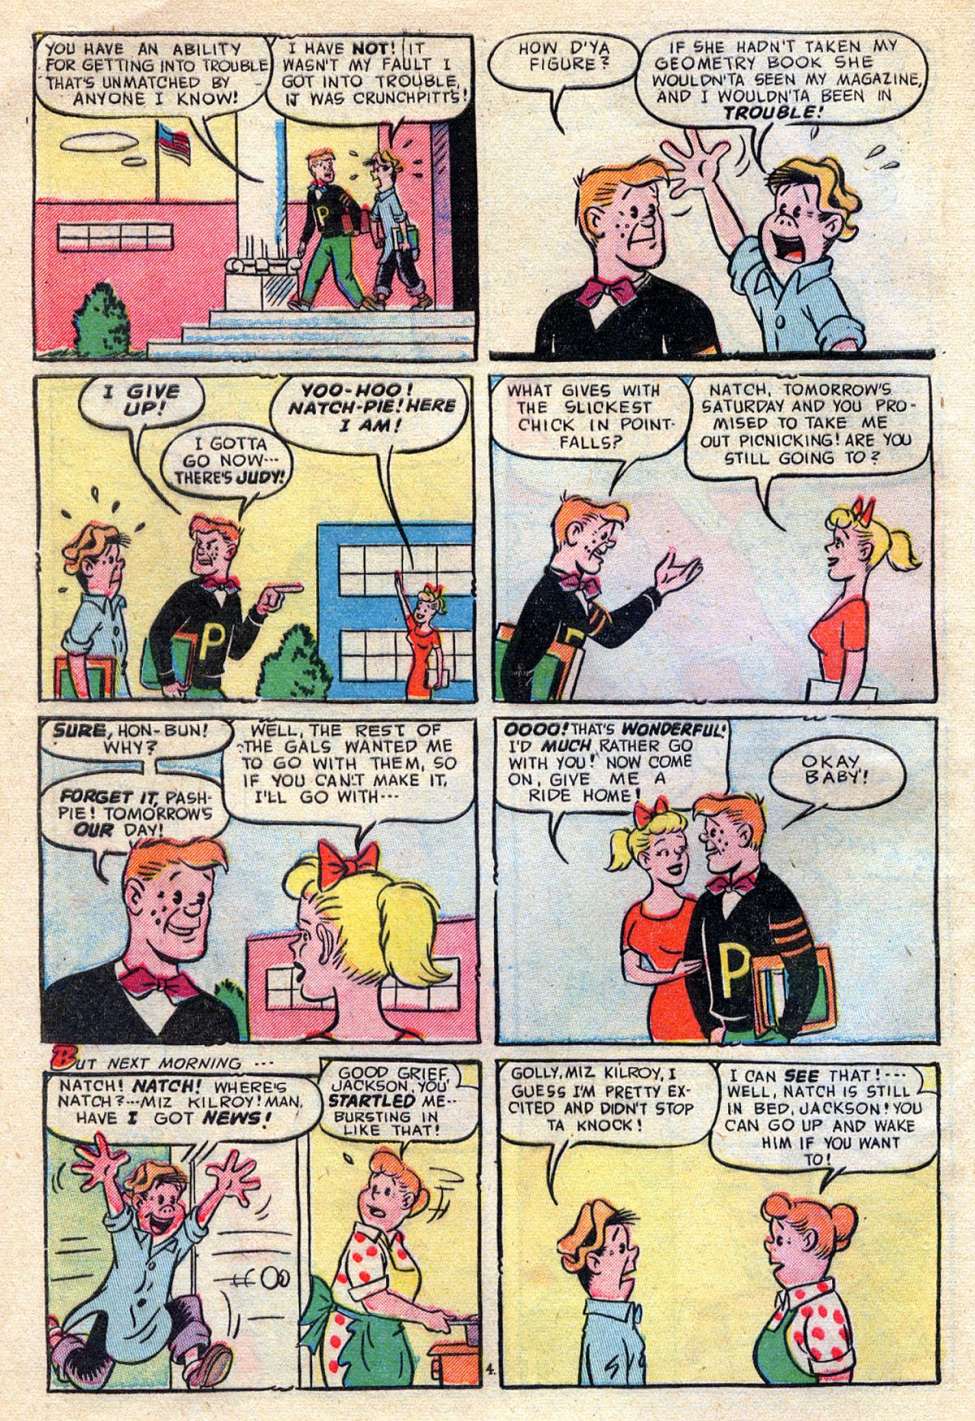 YOU HAVE AN ABILITY
FOR GETTING INTO TROUBLE
THAT'S UNMATCHED BY
ANYONE I KNOW!
I HAVE NOT! IT
WASN'T MY FAULT I
GOT INTO TROUBLE,
IT WAS CRUNCHPITT'S!
P
HOW D'YA
FIGURE?
IF SHE HADN'T TAKEN MY
GEOMETRY BOOK SHE
WOULDN'TA SEEN MY MAGAZINE,
AND I WOULDN'TA BEEN IN
TROUBLE!
I GIVE
UP!
I GOTTA
GO NOW---
THERE'S JUDY!
YOO-HOO!
NATCH-PIE! HERE
I AM!
P
WHAT GIVES WITH
THE SLICKEST
CHICK IN POINT-
FALLS?
NATCH, TOMORROW'S
SATURDAY AND YOU PRO-
MISED TO TAKE ME
OUT PICNICKING! ARE YOU
STILL GOING TO?
SURE, HON-BUN!
WHY?
WELL, THE REST OF
THE GALS WANTED ME
TO GO WITH THEM, SO
IF YOU CAN'T MAKE IT,
I'LL GO WITH---
FORGET IT, PASH-
PIE! TOMORROW'S
OUR DAY!
OOOO! THAT'S WONDERFUL!
I'D MUCH RATHER GO
WITH YOU! NOW COME
ON, GIVE ME A
RIDE HOME!
OKAY,
BABY!
P
BUT NEXT MORNING ---
NATCH! NATCH! WHERE'S
NATCH?---MIZ KILROY! MAN,
HAVE I GOT NEWS!
GOOD GRIEF,
JACKSON, YOU
STARTLED ME--
BURSTING IN
LIKE THAT!
4.
GOLLY, MIZ KILROY, I
GUESS I'M PRETTY EX-
CITED AND DIDN'T STOP
TA KNOCK!
I CAN SEE THAT!---
WELL, NATCH IS STILL
IN BED, JACKSON! YOU
CAN GO UP AND WAKE
HIM IF YOU WANT
TO!